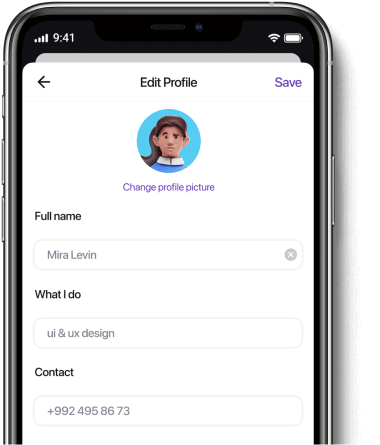 9:41
Edit Profile
Save
Change profile picture
Full name
Mira Levin
What I do
ui & ux design
Contact
+992 495 86 73